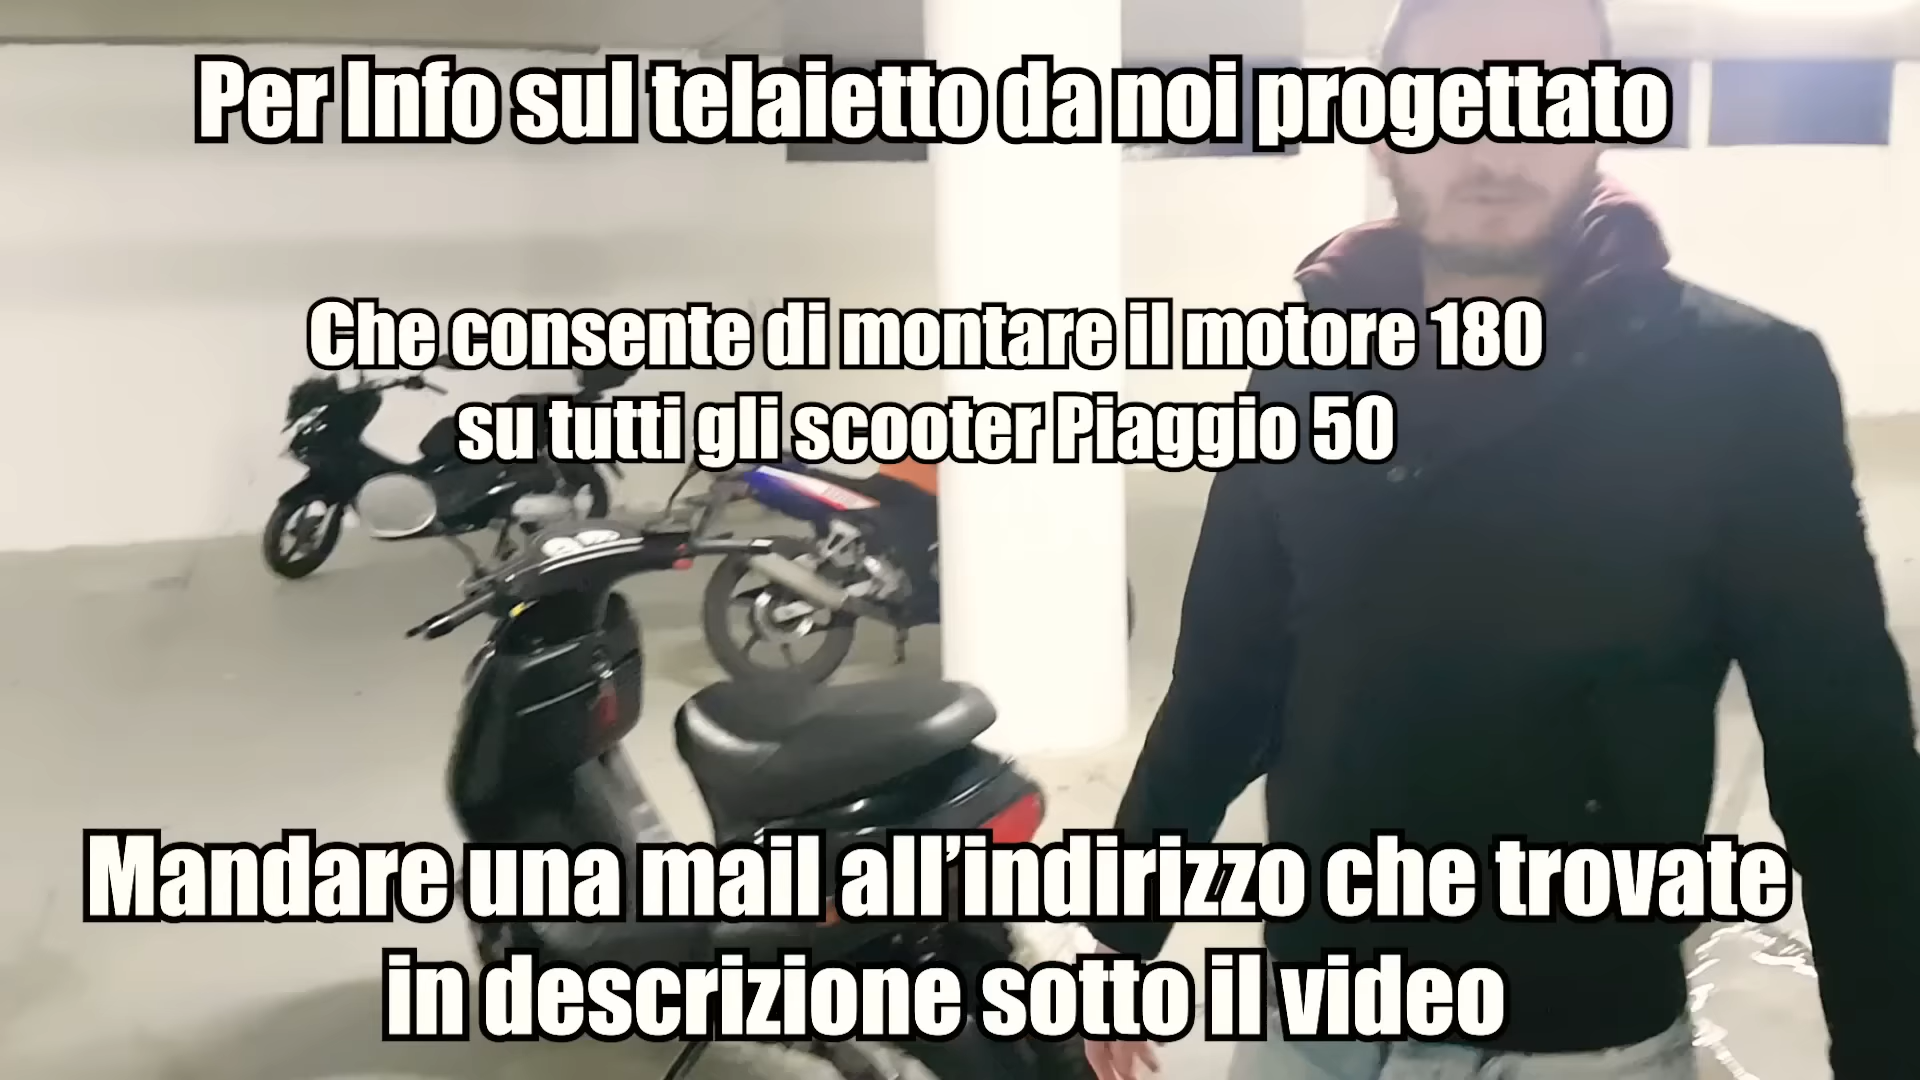 Per Info sul telaietto da noi progettato
Che consente di montare il motore 180
su tutti gli scooter Piaggio 50
Mandare una mail all’indirizzo che trovate
in descrizione sotto il video